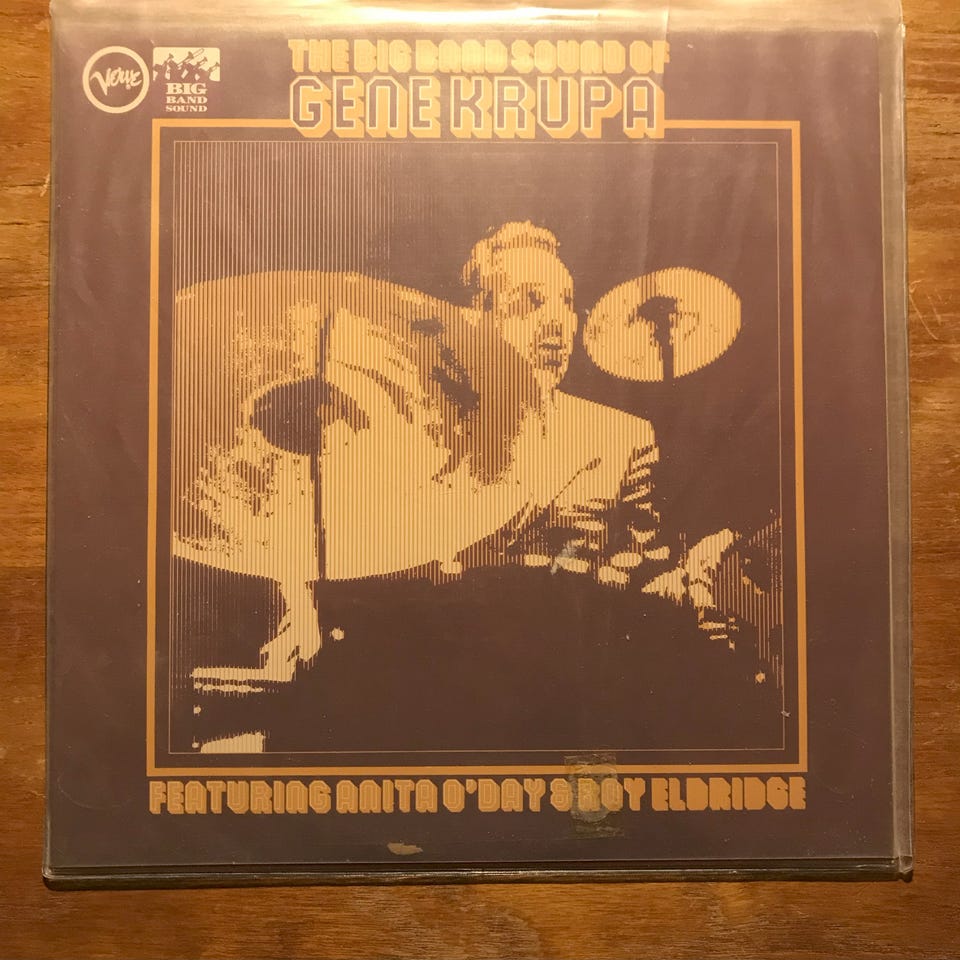 Verve
BIG
BAND
SOUND
THE BIG BAND SOUND OF
GENE KRUPA
FEATURING ANITA O'DAY & ROY ELDRIDGE